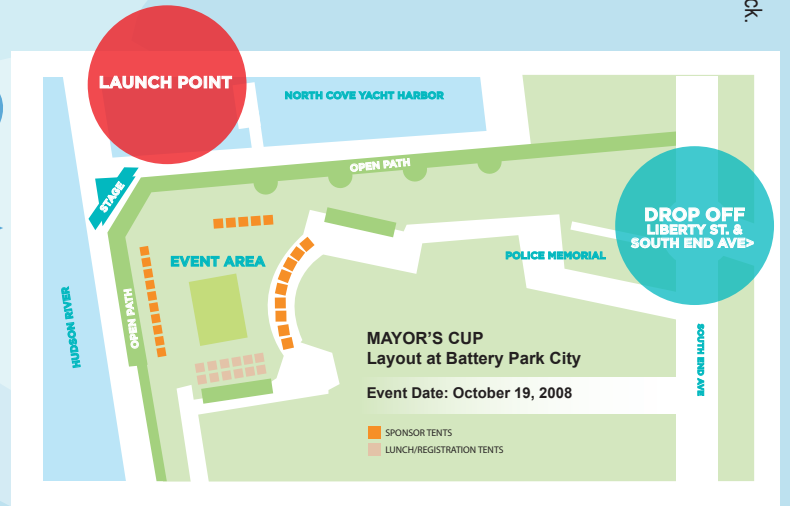 ck.
LAUNCH POINT
NORTH COVE YACHT HARBOR
OPEN PATH
STAGE
DROP OFF
LIBERTY ST. &
SOUTH END AVE>
EVENT AREA
POLICE MEMORIAL
OPEN PATH
HUDSON RIVER
MAYOR'S CUP
Layout at Battery Park City
Event Date: October 19, 2008
SOUTH END AVE
SPONSOR TENTS
LUNCH/REGISTRATION TENTS